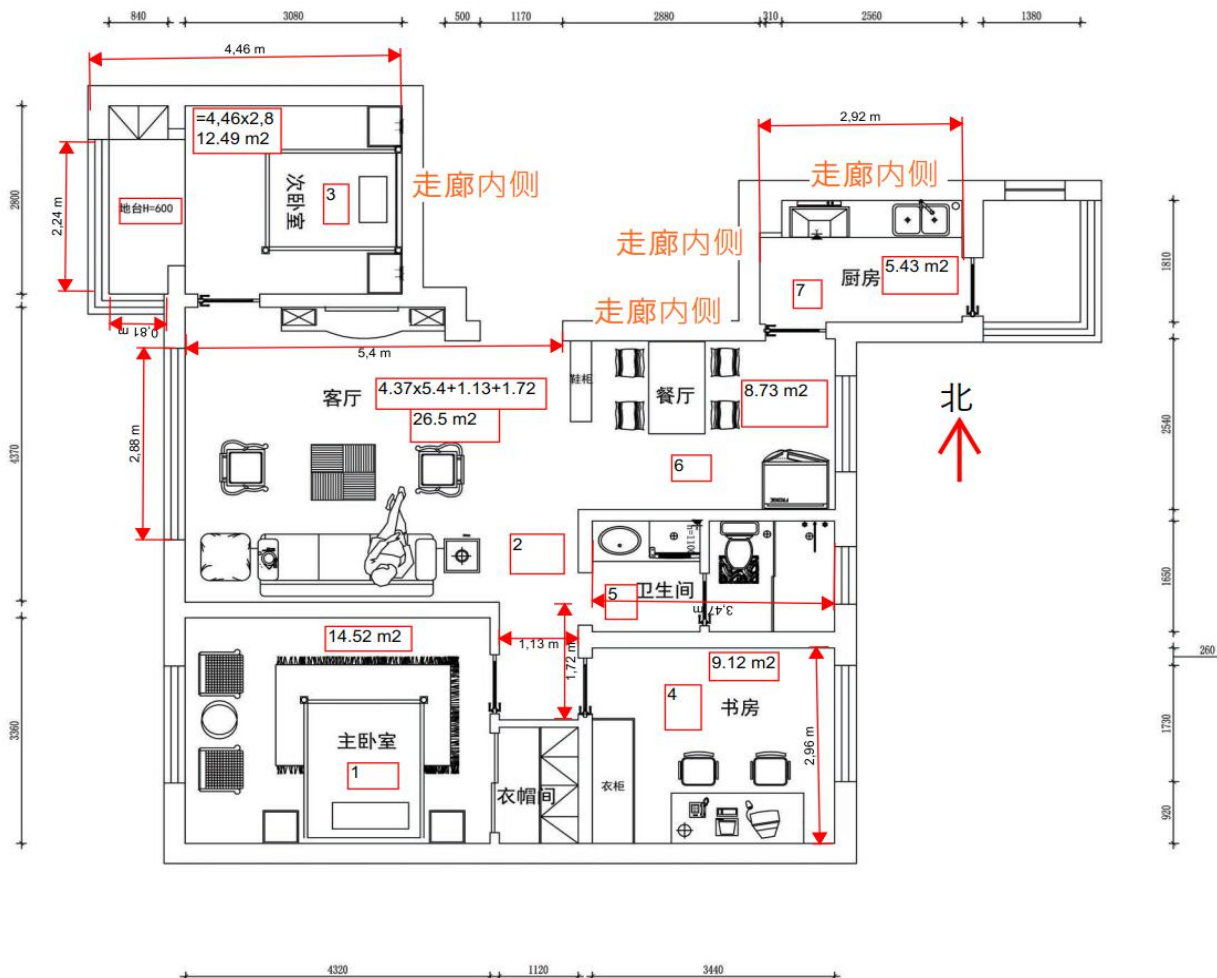 840
3080
500
1170
2880
310
2560
1380
4,46 m
=4,46x2,8
12.49 m2
2,92 m
走廊内侧
走廊内侧
2800
2,24 m
地台H=600
次卧室
3
走廊内侧
走廊内侧
厨房
5.43 m2
7
1810
0,81 m
5,4 m
客厅
4.37x5.4+1.13+1.72
26.5 m2
鞋柜
餐厅
8.73 m2
北
4370
2,88 m
6
2540
2
h=1100
5
卫生间
3,47 m
1650
14.52 m2
1,13 m
1,72 m
9.12 m2
260
4
书房
3360
主卧室
1
2,96 m
1730
衣帽间
衣柜
920
4320
1120
3440